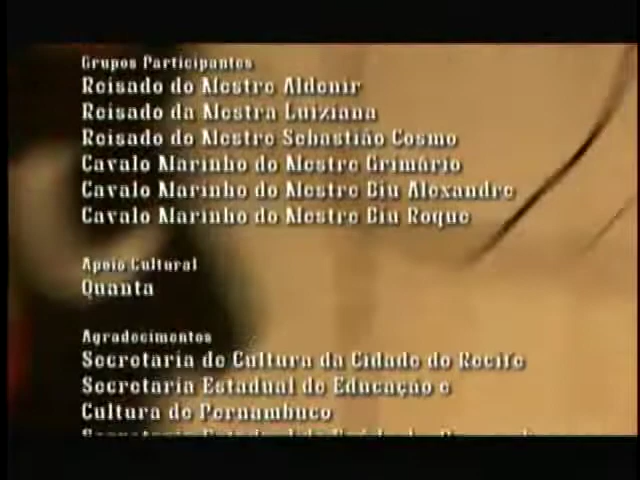 Grupos Participantes
Reisado do Mestre Aldenir
Reisado da Mestra Luiziana
Reisado do Mestre Sebastião Cosmo
Cavalo Marinho do Mestre Grimário
Cavalo Marinho do Mestre Biu Alexandre
Cavalo Marinho do Mestre Biu Roque
Apoio Cultural
Quanta
Agradecimentos
Secretaria de Cultura da Cidade do Recife
Secretaria Estadual de Educação e
Cultura de Pernambuco